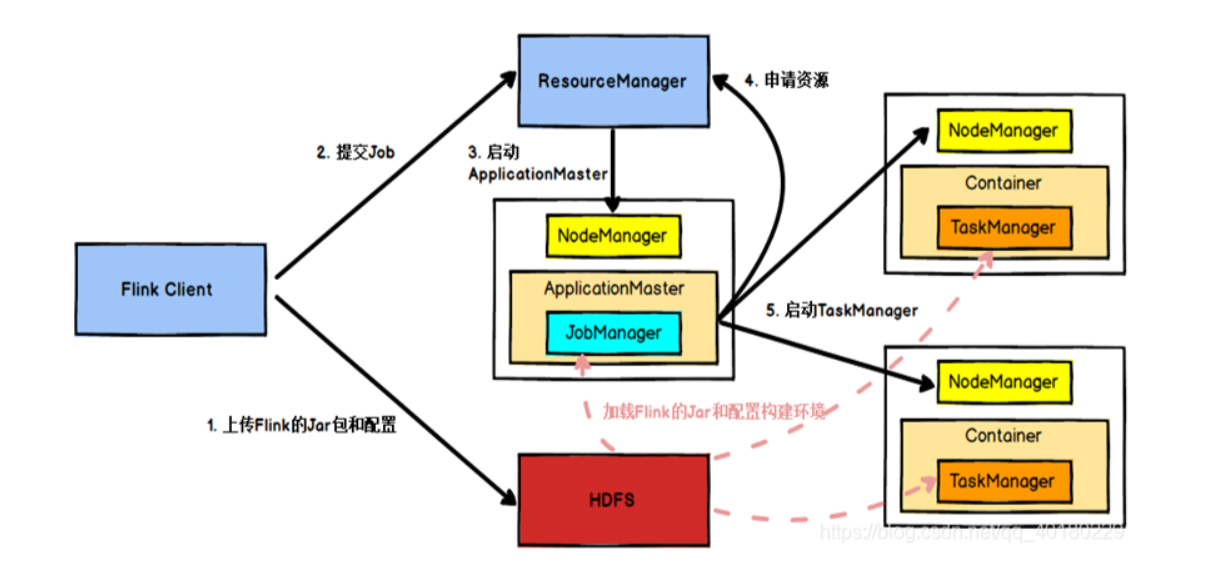 ResourceManager
4. 申请资源
NodeManager
Container
TaskManager
2. 提交Job
3. 启动
ApplicationMaster
NodeManager
ApplicationMaster
JobManager
Flink Client
5. 启动TaskManager
NodeManager
Container
TaskManager
加载Flink的Jar和配置构建环境
1. 上传Flink的Jar包和配置
HDFS
https://blog.csdn.net/qq_40180229